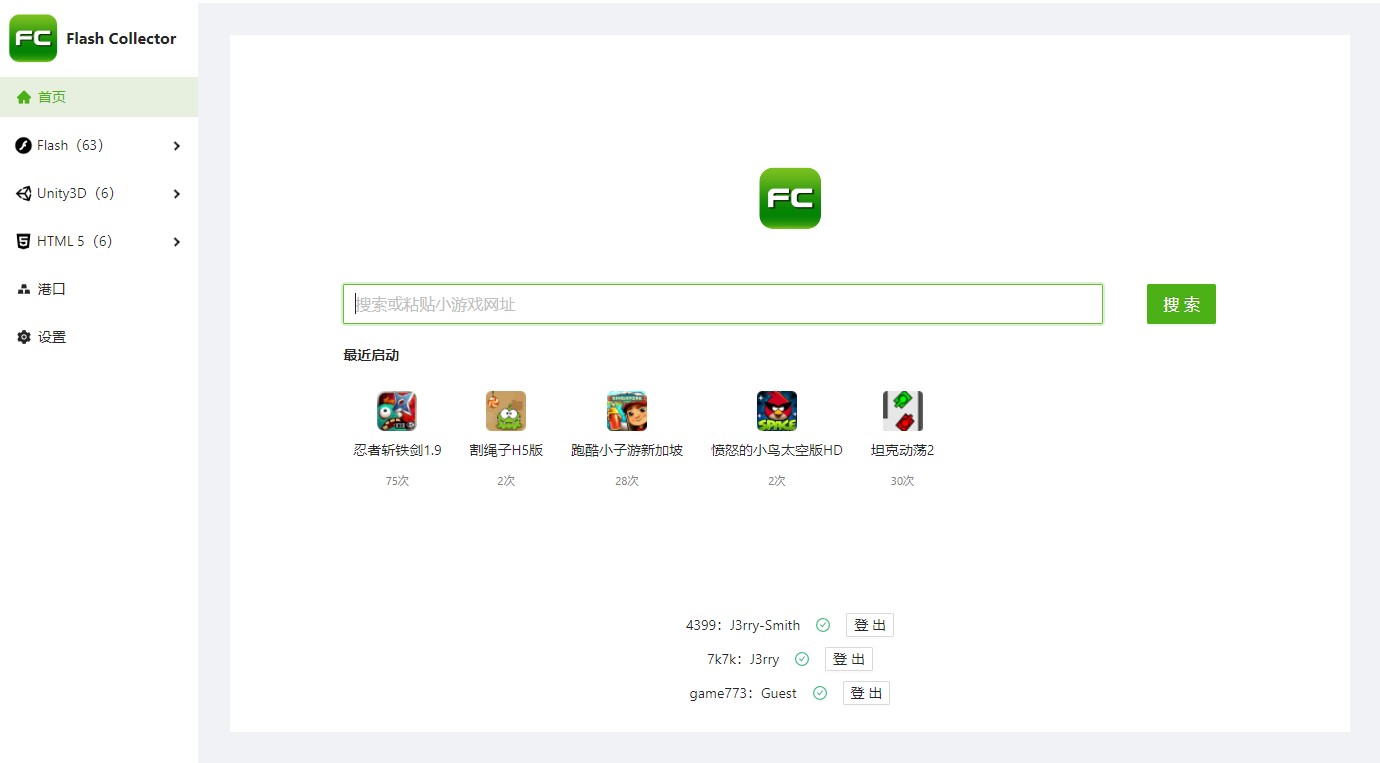 FC Flash Collector
首页
Flash（63）
Unity3D（6）
HTML 5（6）
港口
设置
FC
搜索或粘贴小游戏网址 搜 索
最近启动
SINGAPORE SPACE
忍者斩铁剑1.9 割绳子H5版 跑酷小子游新加坡 愤怒的小鸟太空版HD 坦克动荡2
75次 2次 28次 2次 30次
4399：J3rry-Smith 登 出
7k7k：J3rry 登 出
game773：Guest 登 出